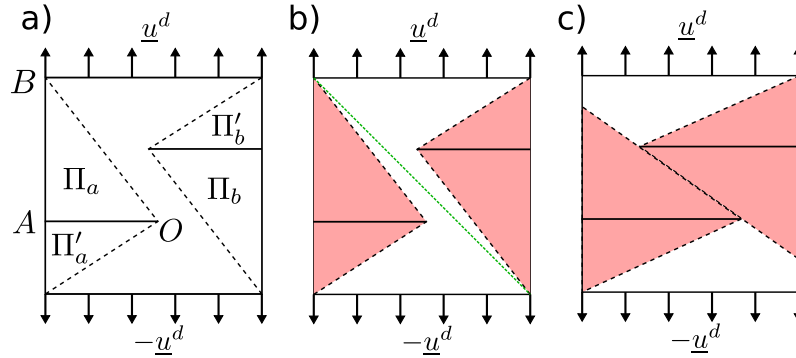 a) u^d b) u^d c) u^d
B
Π'_b
Π_a Π_b
A O
Π'_a
-u^d -u^d -u^d